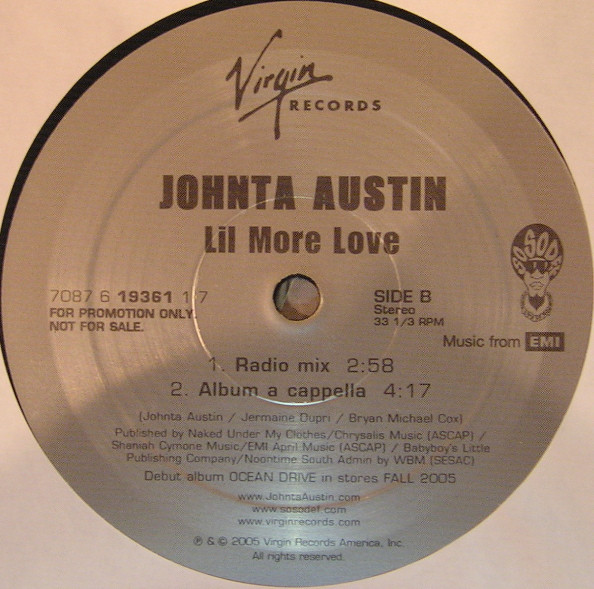 Virgin
RECORDS
JOHNTA AUSTIN
Lil More Love
7087 6 19361 1 7
FOR PROMOTION ONLY.
NOT FOR SALE.
SIDE B
Stereo
33 1/3 RPM
SO SO DEF
Music from EMI
1. Radio mix 2:58
2. Album a cappella 4:17
(Johnta Austin / Jermaine Dupri / Bryan Michael Cox)
Published by Naked Under My Clothes/Chrysalis Music (ASCAP) /
Shaniah Cymone Music/EMI April Music (ASCAP) / Babyboy's Little
Publishing Company/Noontime South Admin by WBM (SESAC)
Debut album OCEAN DRIVE in stores FALL 2005
www.JohntaAustin.com
www.sosodef.com
www.virginrecords.com
℗ & © 2005 Virgin Records America, Inc.
All rights reserved.